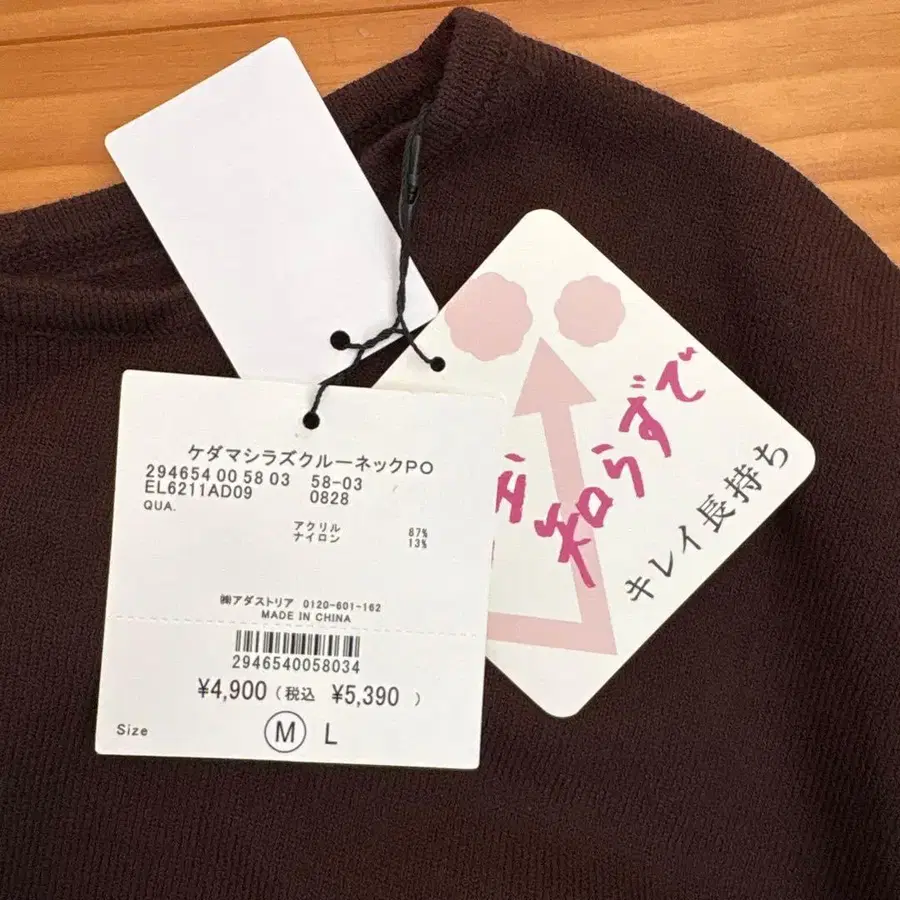 ケダマシラズクルーネックPO
294654 00 58 03 58-03
EL6211AD09 0828
QUA.
アクリル 87%
ナイロン 13%
㈱アダストリア 0120-601-162
MADE IN CHINA
2946540058034
¥4,900 (税込 ¥5,390 )
Size Ⓜ L
知らずで
キレイ長持ち